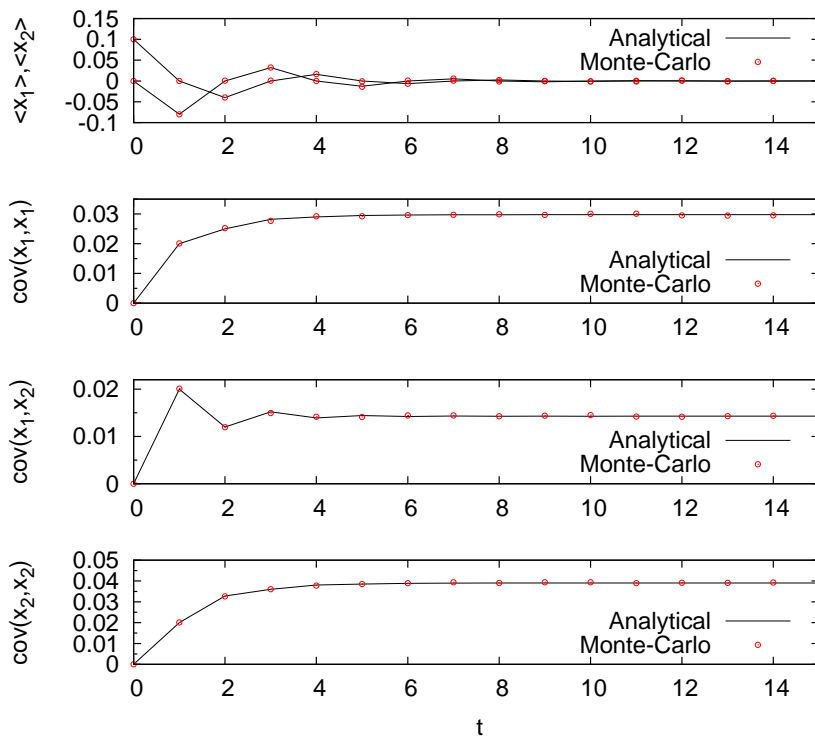 <x₁>,<x₂>
0.15
0.10
0.05
0
-0.05
-0.1
Analytical
Monte-Carlo
0 2 4 6 8 10 12 14
cov(x₁,x₁)
0.03
0.02
0.01
0
Analytical
Monte-Carlo
0 2 4 6 8 10 12 14
cov(x₁,x₂)
0.02
0.01
0
Analytical
Monte-Carlo
0 2 4 6 8 10 12 14
cov(x₂,x₂)
0.05
0.04
0.03
0.02
0.01
0
Analytical
Monte-Carlo
0 2 4 6 8 10 12 14
t